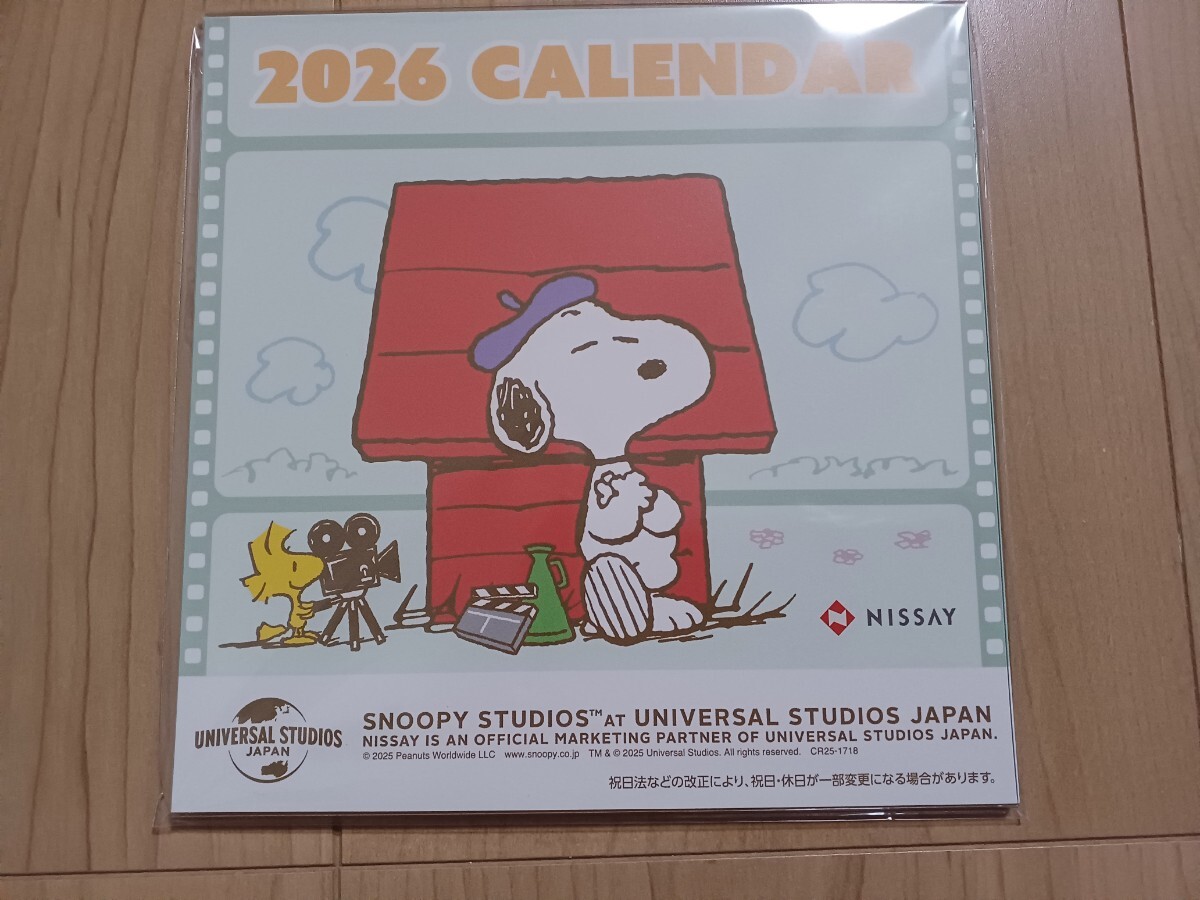 2026 CALENDAR
NISSAY
UNIVERSAL STUDIOS
JAPAN
SNOOPY STUDIOS™ AT UNIVERSAL STUDIOS JAPAN
NISSAY IS AN OFFICIAL MARKETING PARTNER OF UNIVERSAL STUDIOS JAPAN.
© 2025 Peanuts Worldwide LLC www.snoopy.co.jp TM & © 2025 Universal Studios. All rights reserved. CR25-1718
祝日法などの改正により、祝日・休日が一部変更になる場合があります。